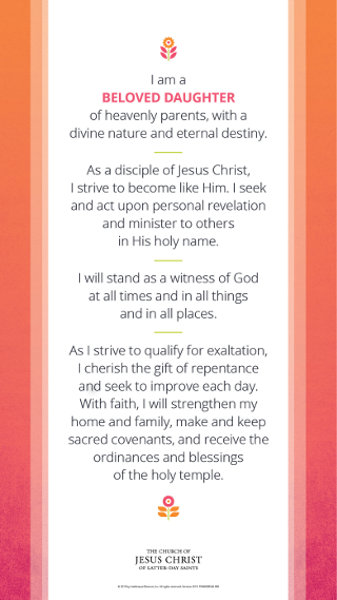 I am a
BELOVED DAUGHTER
of heavenly parents, with a
divine nature and eternal destiny.
As a disciple of Jesus Christ,
I strive to become like Him. I seek
and act upon personal revelation
and minister to others
in His holy name.
I will stand as a witness of God
at all times and in all things
and in all places.
As I strive to qualify for exaltation,
I cherish the gift of repentance
and seek to improve each day.
With faith, I will strengthen my
home and family, make and keep
sacred covenants, and receive the
ordinances and blessings
of the holy temple.
THE CHURCH OF
JESUS CHRIST
OF LATTER-DAY SAINTS